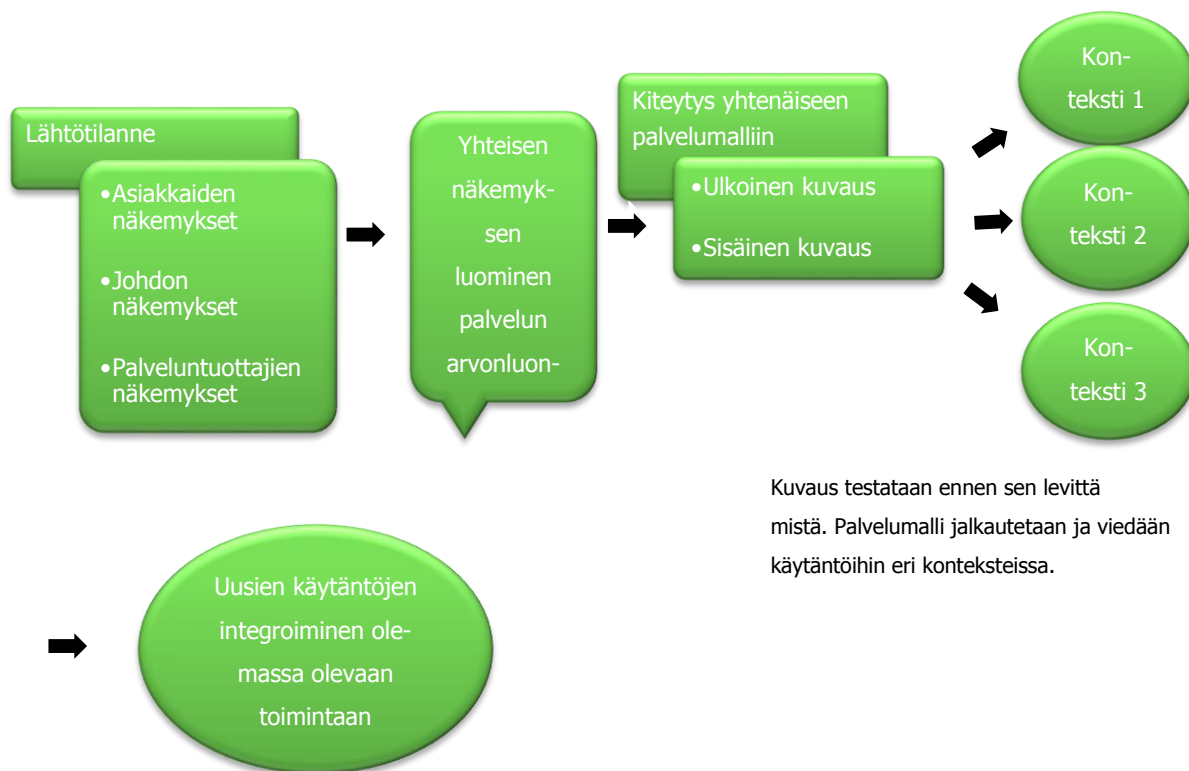 Lähtötilanne
•Asiakkaiden
näkemykset
•Johdon
näkemykset
•Palveluntuottajien
näkemykset
Yhteisen
näkemyk-
sen
luominen
palvelun
arvonluon-
Kiteytys yhtenäiseen
palvelumalliin
•Ulkoinen kuvaus
•Sisäinen kuvaus
Kon-
teksti 1
Kon-
teksti 2
Kon-
teksti 3
Kuvaus testataan ennen sen levittä
mistä. Palvelumalli jalkautetaan ja viedään
käytäntöihin eri konteksteissa.
Uusien käytäntöjen
integroiminen ole-
massa olevaan
toimintaan